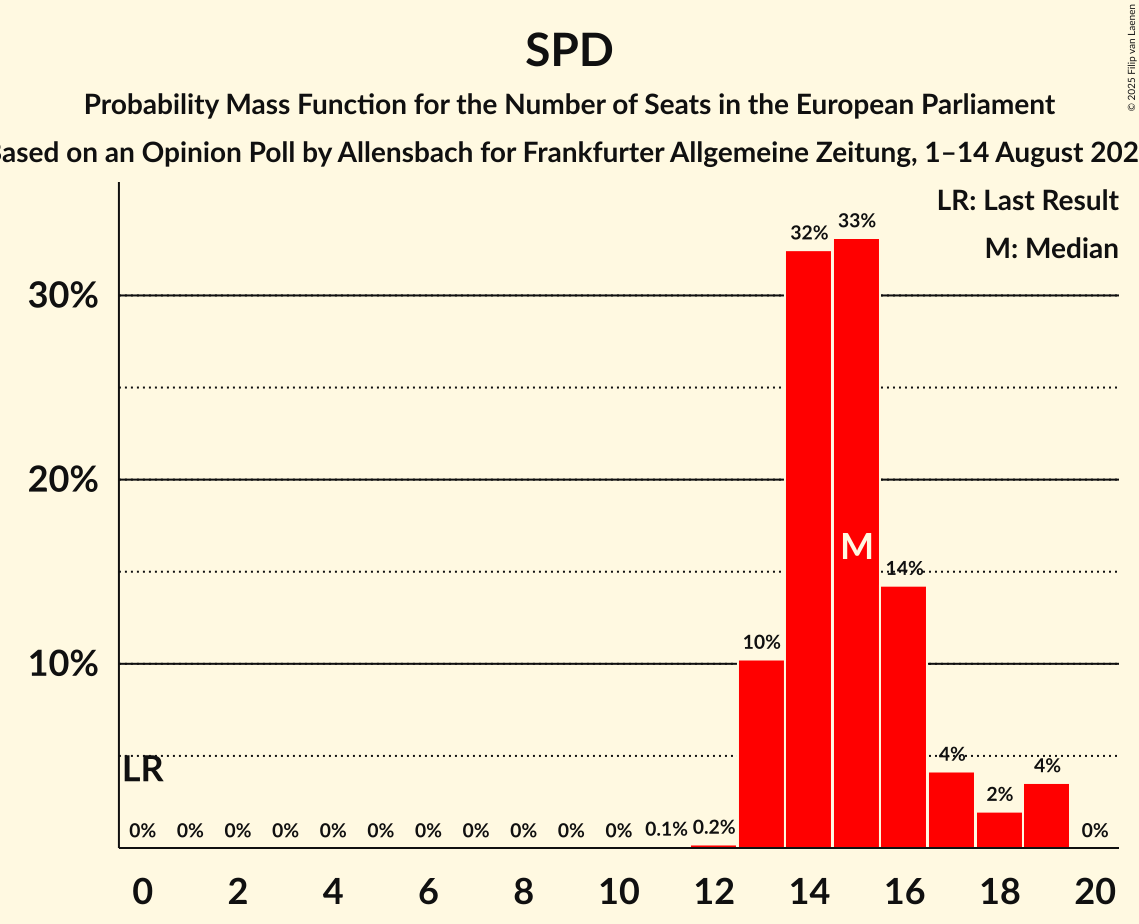 SPD
Probability Mass Function for the Number of Seats in the European Parliament
Based on an Opinion Poll by Allensbach for Frankfurter Allgemeine Zeitung, 1–14 August 202
© 2025 Filip van Laenen
LR: Last Result
M: Median
30%
20%
10%
LR
M
0% 0% 0% 0% 0% 0% 0% 0% 0% 0% 0% 0.1% 0.2% 10% 32% 33% 14% 4% 2% 4% 0%
0 2 4 6 8 10 12 14 16 18 20